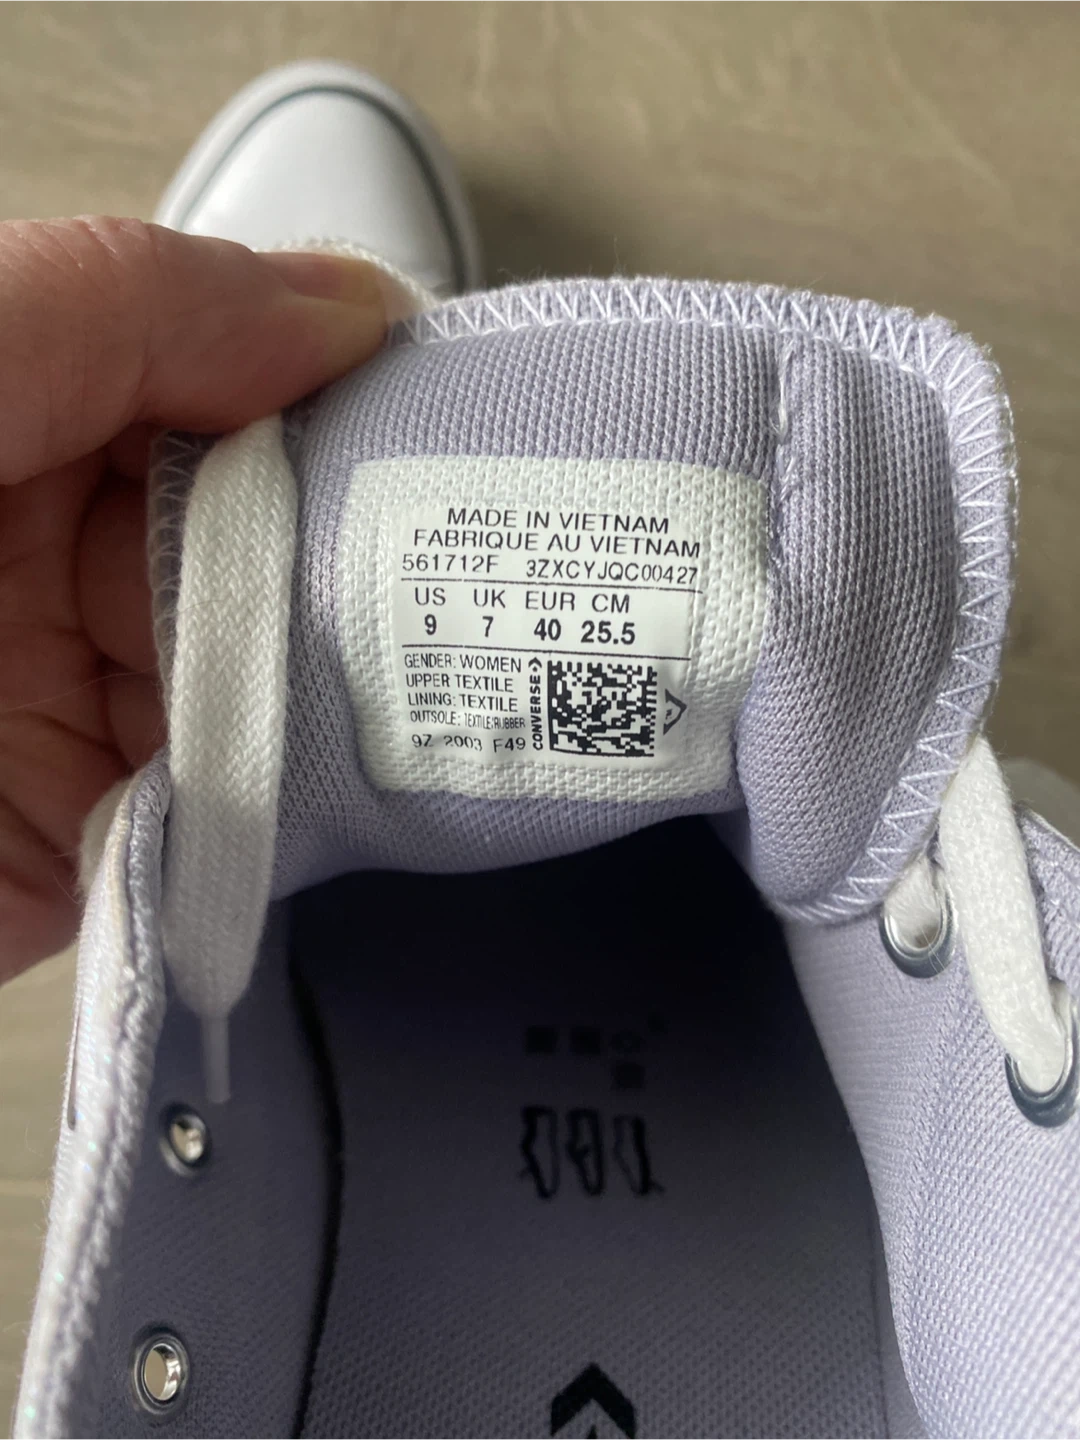 MADE IN VIETNAM
FABRIQUE AU VIETNAM
561712F 3ZXCYJQC00427
US UK EUR CM
9 7 40 25.5
GENDER: WOMEN
UPPER TEXTILE
LINING: TEXTILE
OUTSOLE: TEXTILE/RUBBER
9Z 2003 F49
CONVERSE